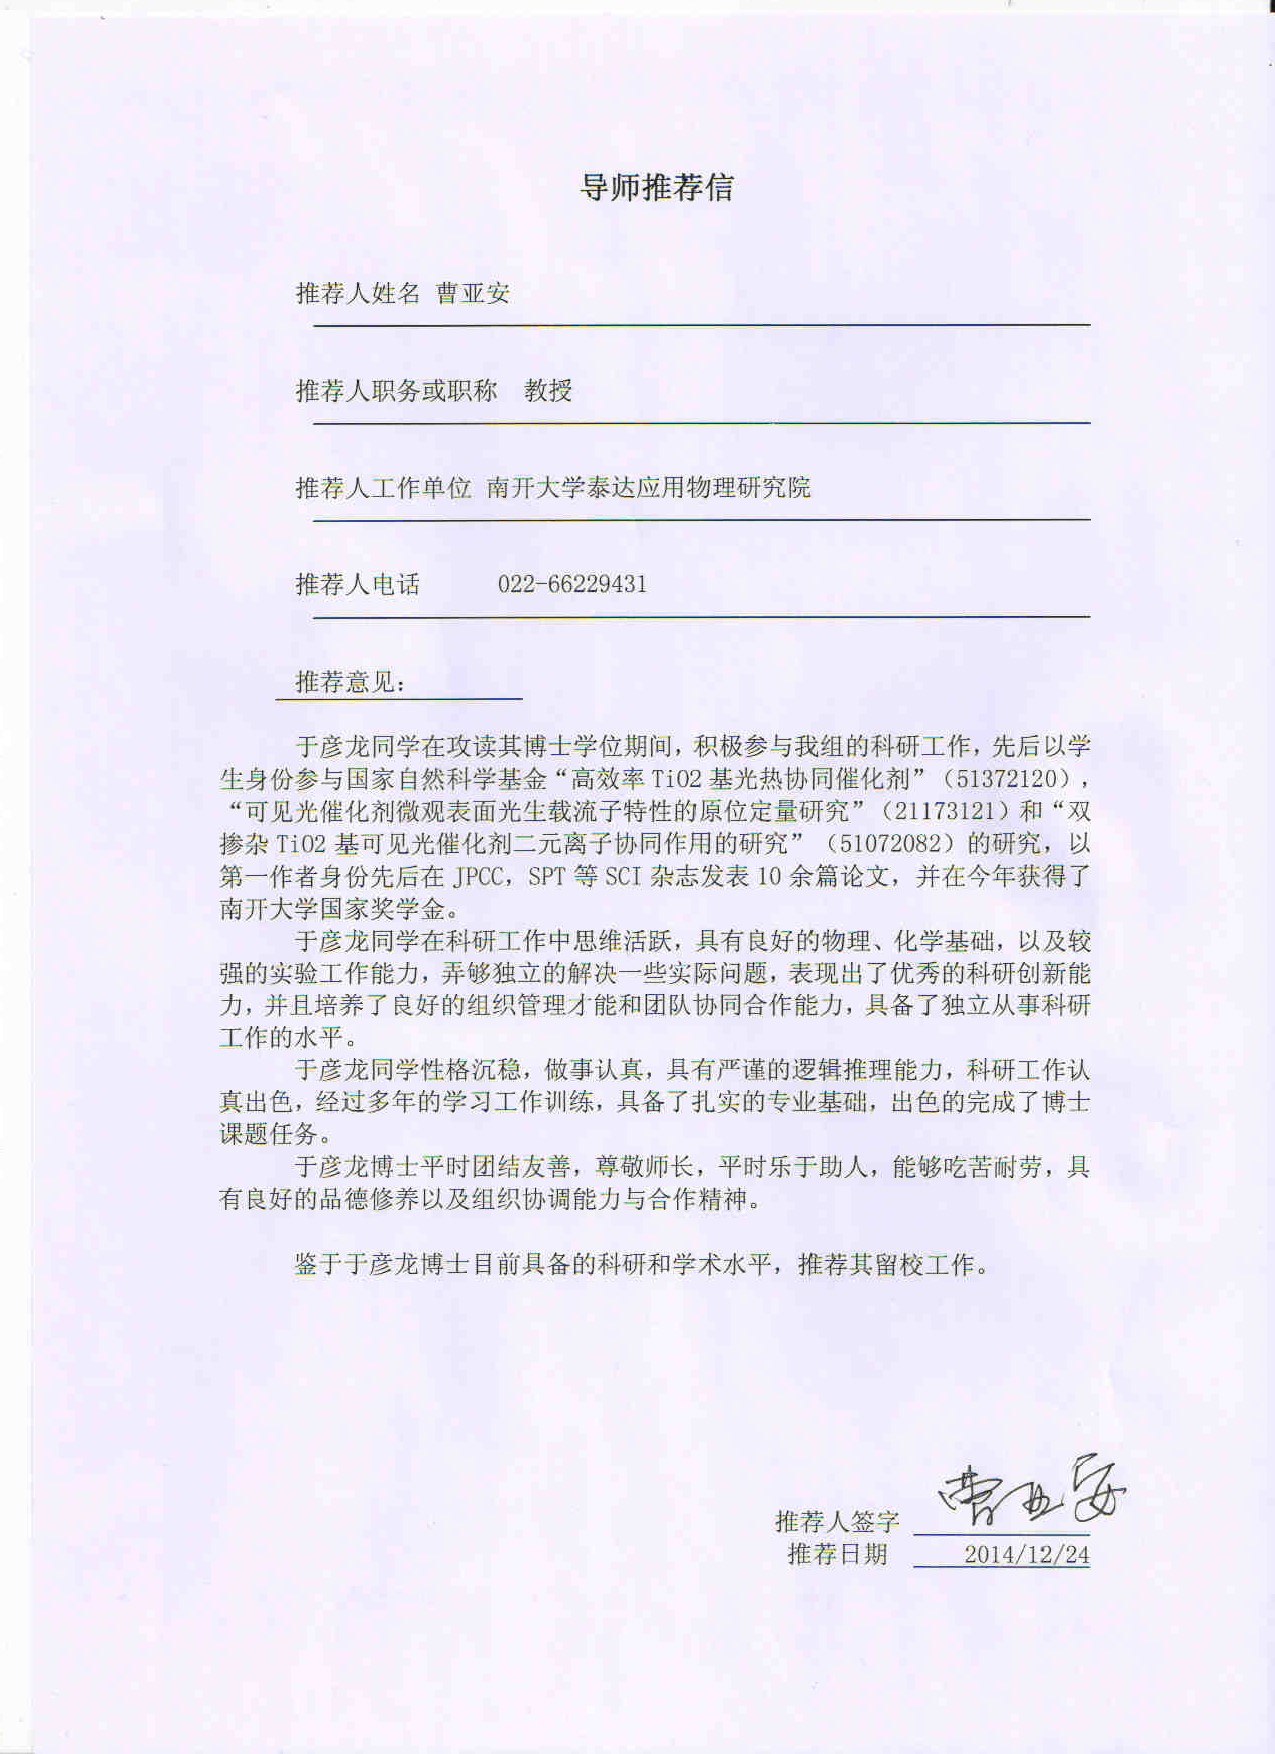 导师推荐信
推荐人姓名 曹亚安
推荐人职务或职称 教授
推荐人工作单位 南开大学泰达应用物理研究院
推荐人电话 022-66229431
推荐意见:
于彦龙同学在攻读其博士学位期间，积极参与我组的科研工作，先后以学
生身份参与国家自然科学基金“高效率 TiO2 基光热协同催化剂”（51372120），
“可见光催化剂微观表面光生载流子特性的原位定量研究”（21173121）和“双
掺杂 TiO2 基可见光催化剂二元离子协同作用的研究”（51072082）的研究，以
第一作者身份先后在 JPCC，SPT 等 SCI 杂志发表 10 余篇论文，并在今年获得了
南开大学国家奖学金。
于彦龙同学在科研工作中思维活跃，具有良好的物理、化学基础，以及较
强的实验工作能力，弄够独立的解决一些实际问题，表现出了优秀的科研创新能
力，并且培养了良好的组织管理才能和团队协同合作能力，具备了独立从事科研
工作的水平。
于彦龙同学性格沉稳，做事认真，具有严谨的逻辑推理能力，科研工作认
真出色，经过多年的学习工作训练，具备了扎实的专业基础，出色的完成了博士
课题任务。
于彦龙博士平时团结友善，尊敬师长，平时乐于助人，能够吃苦耐劳，具
有良好的品德修养以及组织协调能力与合作精神。
鉴于于彦龙博士目前具备的科研和学术水平，推荐其留校工作。
推荐人签字 曹亚安
推荐日期 2014/12/24